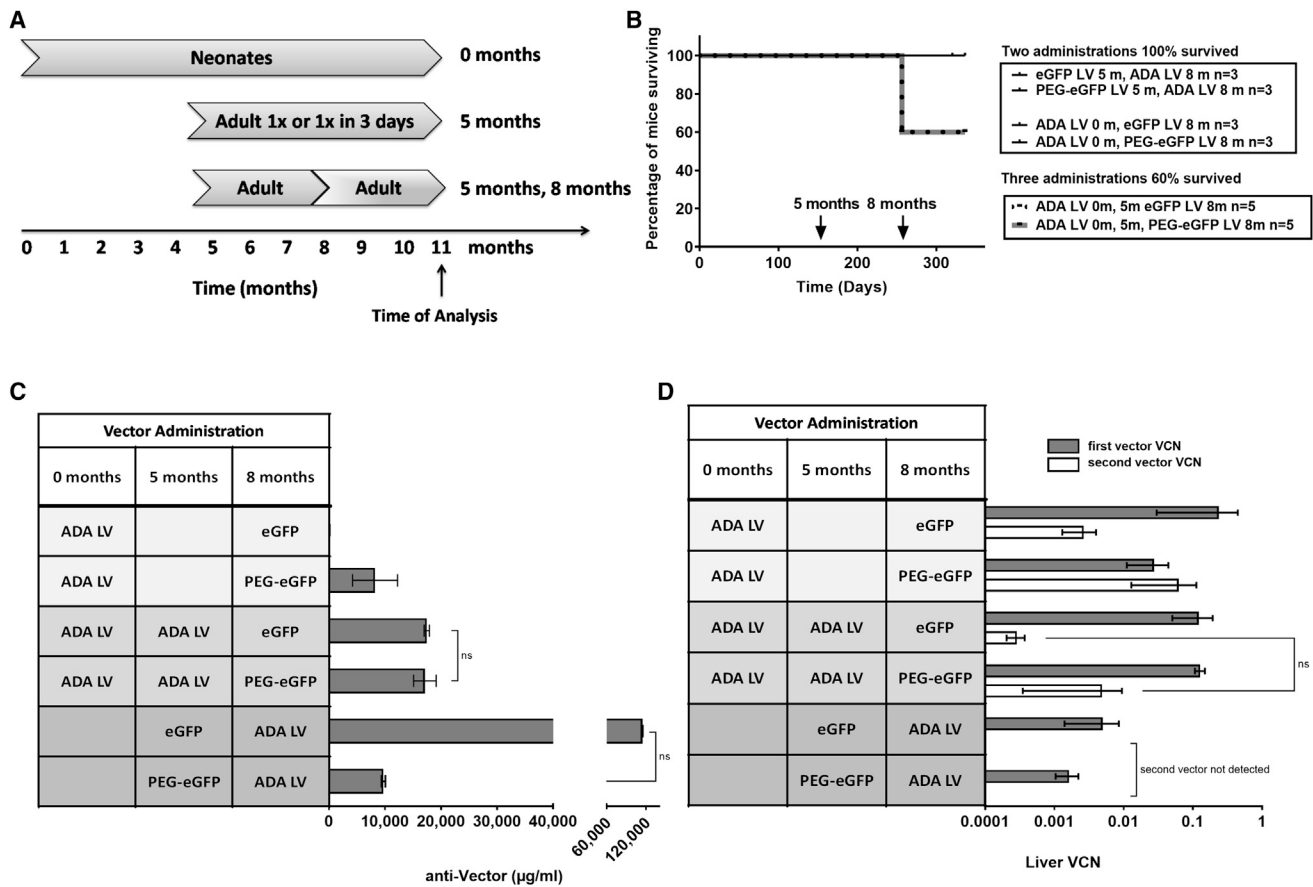 A
Neonates
0 months
Adult 1x or 1x in 3 days
5 months
Adult
Adult
5 months, 8 months
0 1 2 3 4 5 6 7 8 9 10 11 months
Time (months)
Time of Analysis
B
Percentage of mice surviving
100
80
60
40
20
0
5 months
8 months
0 100 200 300
Time (Days)
Two administrations 100% survived
eGFP LV 5 m, ADA LV 8 m n=3
PEG-eGFP LV 5 m, ADA LV 8 m n=3
ADA LV 0 m, eGFP LV 8 m n=3
ADA LV 0 m, PEG-eGFP LV 8 m n=3
Three administrations 60% survived
ADA LV 0m, 5m eGFP LV 8m n=5
ADA LV 0m, 5m, PEG-eGFP LV 8m n=5
C
Vector Administration
0 months 5 months 8 months
ADA LV eGFP
ADA LV PEG-eGFP
ADA LV ADA LV eGFP
ADA LV ADA LV PEG-eGFP
eGFP ADA LV
PEG-eGFP ADA LV
ns
ns
0 10,000 20,000 30,000 40,000 60,000 120,000
anti-Vector (µg/ml)
D
Vector Administration
0 months 5 months 8 months
ADA LV eGFP
ADA LV PEG-eGFP
ADA LV ADA LV eGFP
ADA LV ADA LV PEG-eGFP
eGFP ADA LV
PEG-eGFP ADA LV
first vector VCN
second vector VCN
ns
second vector not detected
0.0001 0.001 0.01 0.1 1
Liver VCN